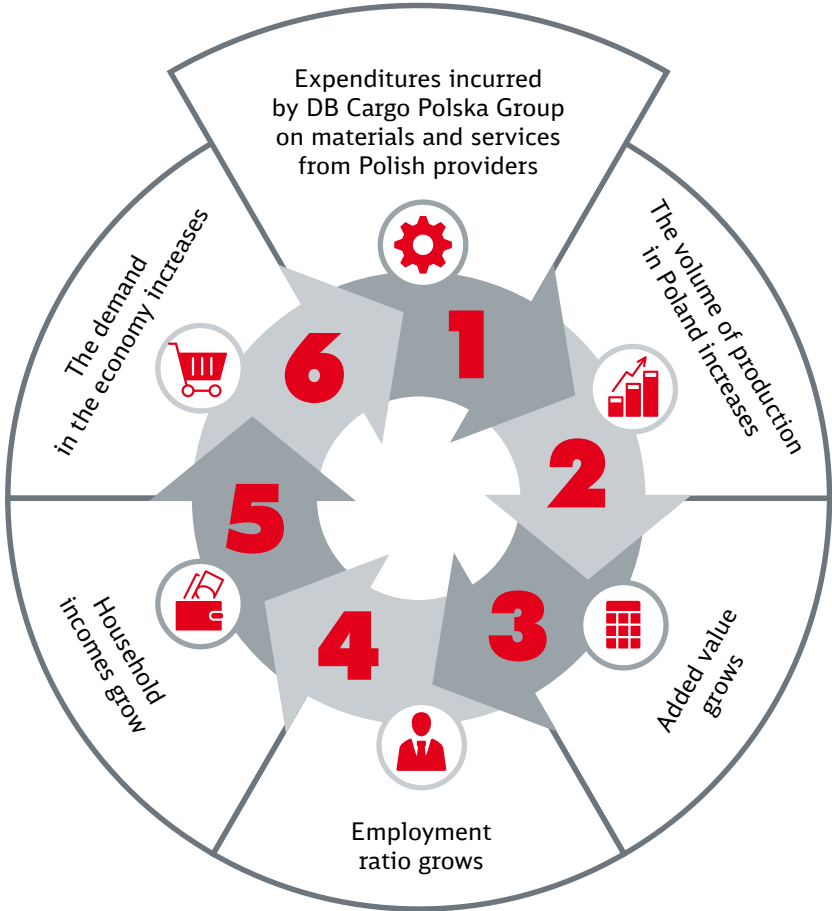 Expenditures incurred
by DB Cargo Polska Group
on materials and services
from Polish providers
1
The volume of production
in Poland increases
2
Added value
grows
3
Employment
ratio grows
4
Household
incomes grow
5
The demand
in the economy increases
6